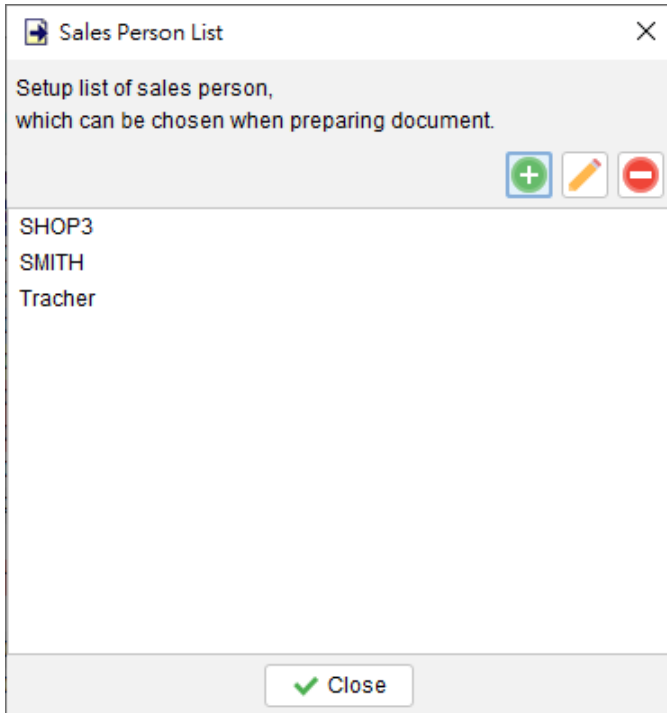 Sales Person List
Setup list of sales person,
which can be chosen when preparing document.
SHOP3
SMITH
Tracher
Close